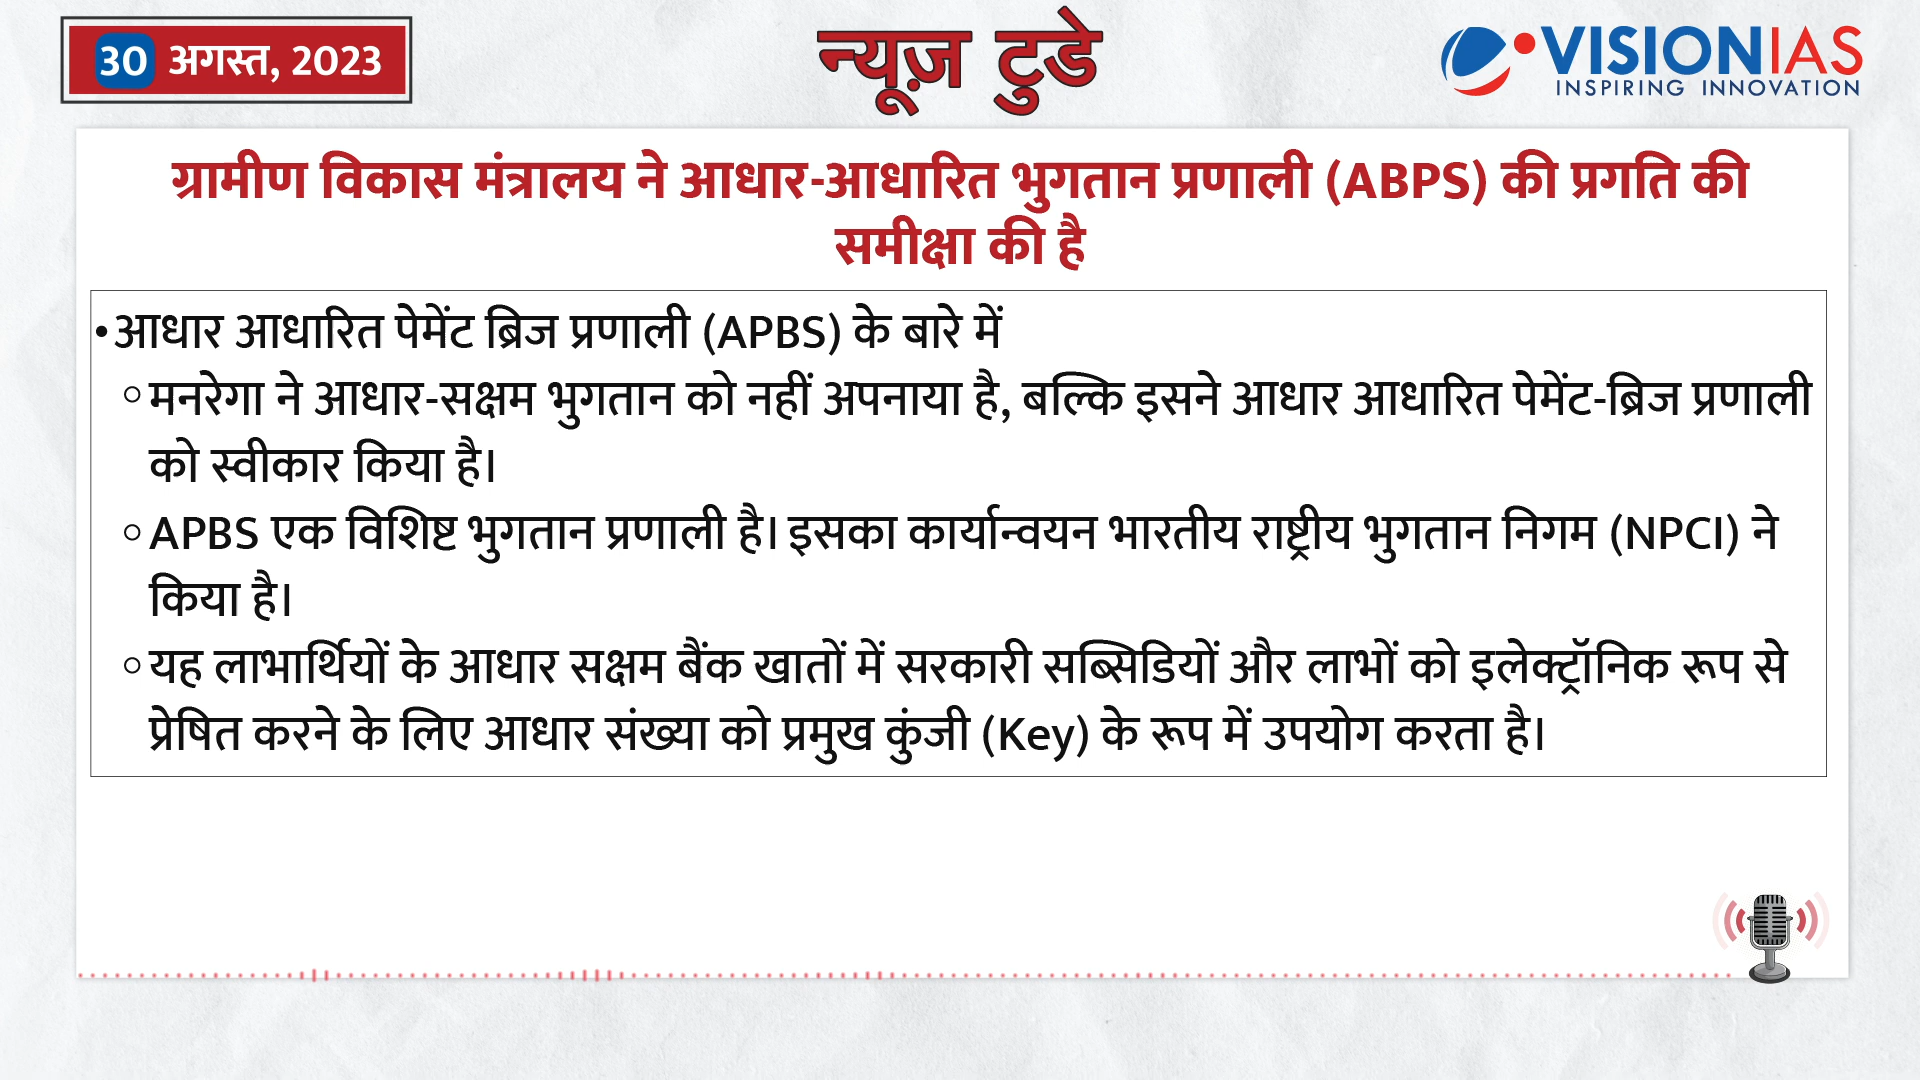 30 अगस्त, 2023
न्यूज़ टुडे
VISIONIAS
INSPIRING INNOVATION
ग्रामीण विकास मंत्रालय ने आधार-आधारित भुगतान प्रणाली (ABPS) की प्रगति की
समीक्षा की है
• आधार आधारित पेमेंट ब्रिज प्रणाली (APBS) के बारे में
○ मनरेगा ने आधार-सक्षम भुगतान को नहीं अपनाया है, बल्कि इसने आधार आधारित पेमेंट-ब्रिज प्रणाली
को स्वीकार किया है।
○ APBS एक विशिष्ट भुगतान प्रणाली है। इसका कार्यान्वयन भारतीय राष्ट्रीय भुगतान निगम (NPCI) ने
किया है।
○ यह लाभार्थियों के आधार सक्षम बैंक खातों में सरकारी सब्सिडियों और लाभों को इलेक्ट्रॉनिक रूप से
प्रेषित करने के लिए आधार संख्या को प्रमुख कुंजी (Key) के रूप में उपयोग करता है।